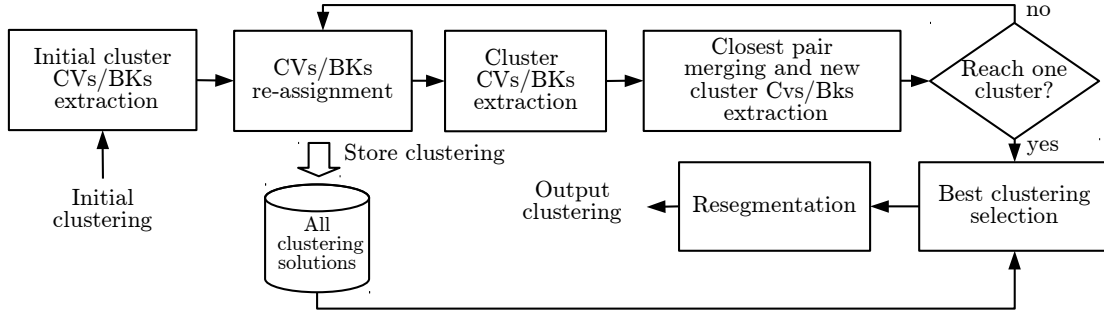 Initial cluster
CVs/BKs
extraction
CVs/BKs
re-assignment
Cluster
CVs/BKs
extraction
Closest pair
merging and new
cluster Cvs/Bks
extraction
Reach one
cluster?
no
yes
Initial
clustering
Store clustering
All
clustering
solutions
Output
clustering
Resegmentation
Best clustering
selection